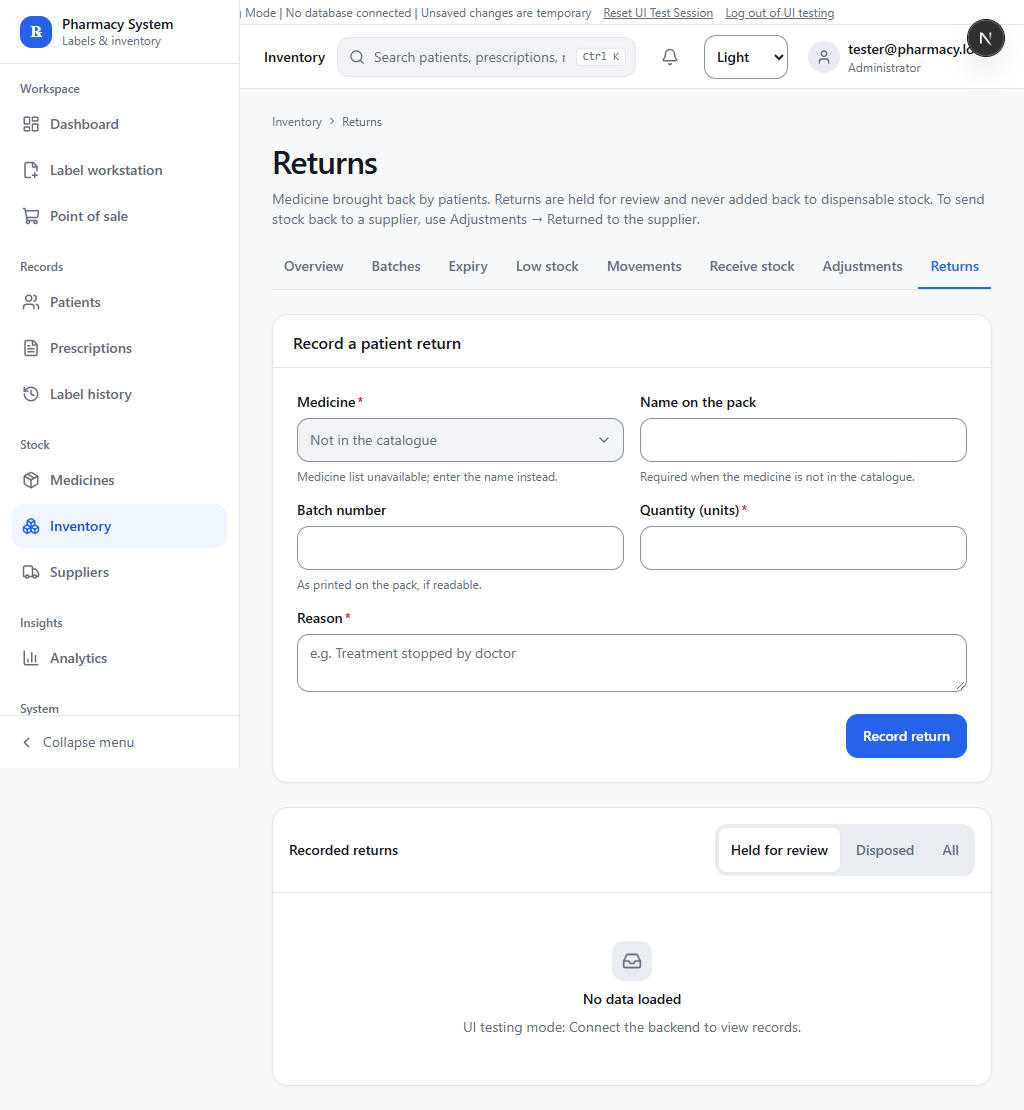 Pharmacy System
Labels & inventory
Mode | No database connected | Unsaved changes are temporary
Reset UI Test Session
Log out of UI testing
Inventory
Search patients, prescriptions,
Ctrl K
Light
tester@pharmacy.lo
Administrator
N
Workspace
Dashboard
Label workstation
Point of sale
Records
Patients
Prescriptions
Label history
Stock
Medicines
Inventory
Suppliers
Insights
Analytics
System
Collapse menu
Inventory > Returns
Returns
Medicine brought back by patients. Returns are held for review and never added back to dispensable stock. To send
stock back to a supplier, use Adjustments → Returned to the supplier.
Overview
Batches
Expiry
Low stock
Movements
Receive stock
Adjustments
Returns
Record a patient return
Medicine *
Name on the pack
Not in the catalogue
Medicine list unavailable; enter the name instead.
Required when the medicine is not in the catalogue.
Batch number
Quantity (units) *
As printed on the pack, if readable.
Reason *
e.g. Treatment stopped by doctor
Record return
Recorded returns
Held for review
Disposed
All
No data loaded
UI testing mode: Connect the backend to view records.